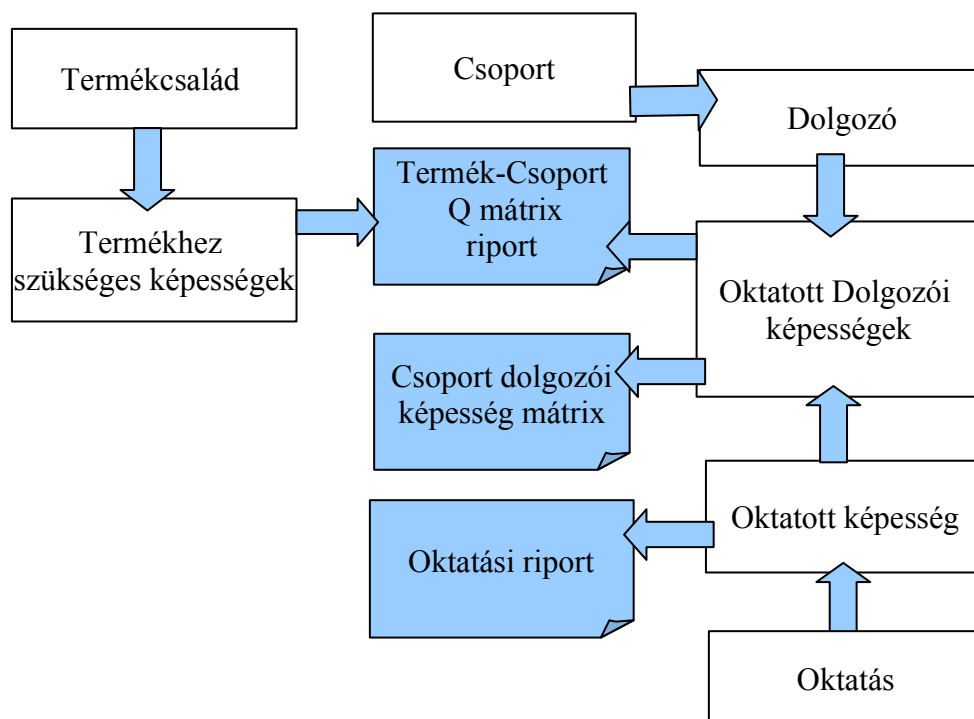 Termékcsalád
Csoport
Dolgozó
Termék-Csoport
Q mátrix
riport
Termékhez
szükséges képességek
Oktatott Dolgozói
képességek
Csoport dolgozói
képesség mátrix
Oktatott képesség
Oktatási riport
Oktatás